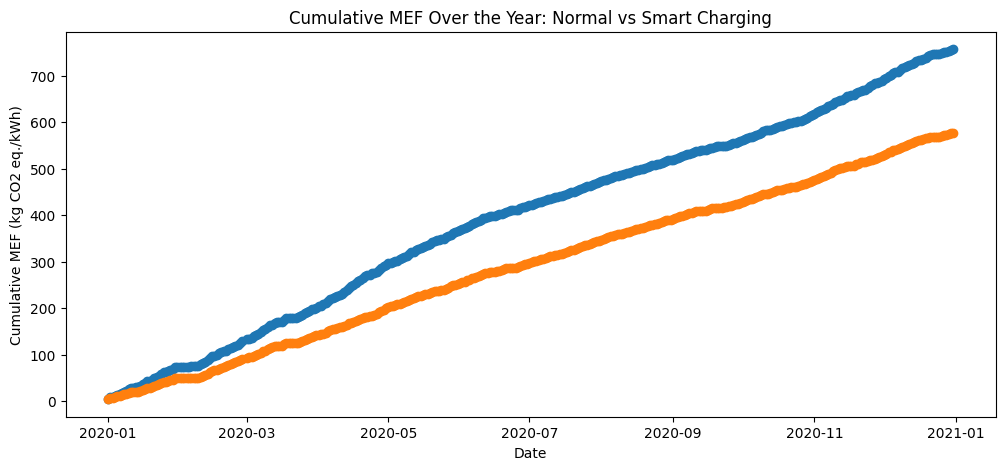 Cumulative MEF Over the Year: Normal vs Smart Charging
Cumulative MEF (kg CO2 eq./kWh)
700
600
500
400
300
200
100
0
2020-01 2020-03 2020-05 2020-07 2020-09 2020-11 2021-01
Date